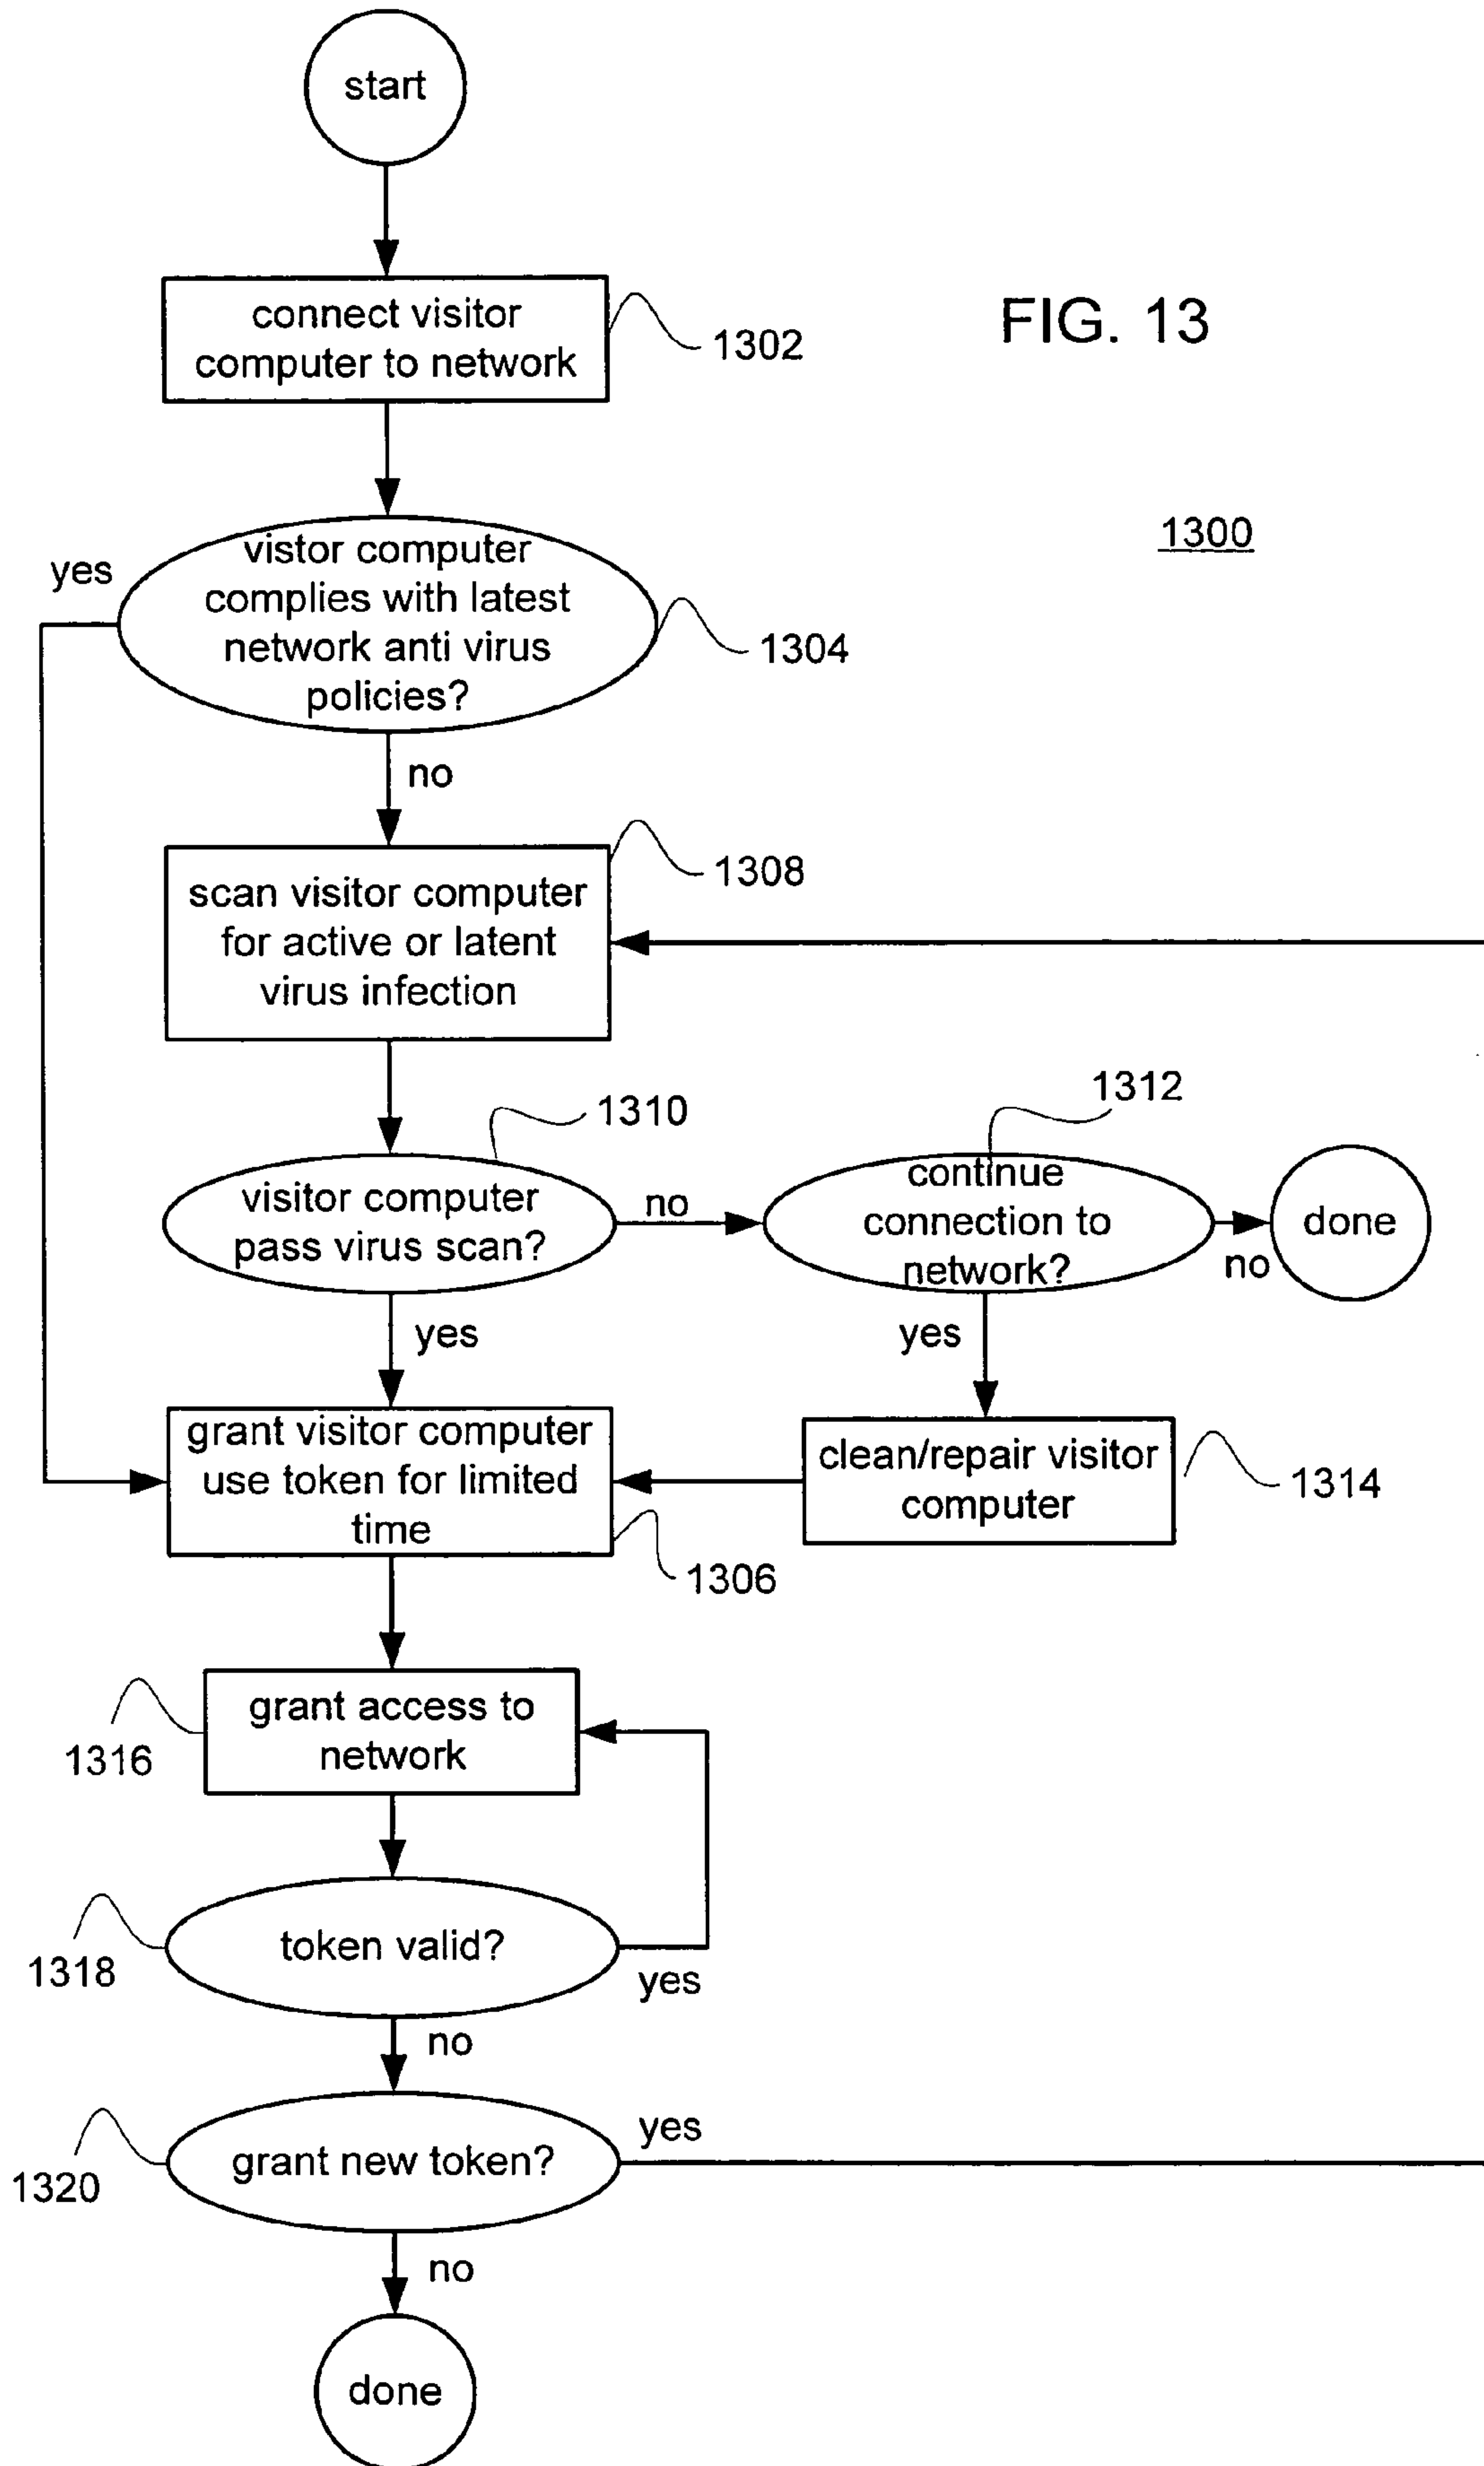 start
connect visitor
computer to network
1302
FIG. 13
1300
yes
vistor computer
complies with latest
network anti virus
policies?
1304
no
1308
scan visitor computer
for active or latent
virus infection
1310
1312
visitor computer
pass virus scan?
no
continue
connection to
network?
no
done
yes
yes
grant visitor computer
use token for limited
time
1306
clean/repair visitor
computer
1314
grant access to
network
1316
token valid?
1318
yes
no
grant new token?
1320
yes
no
done